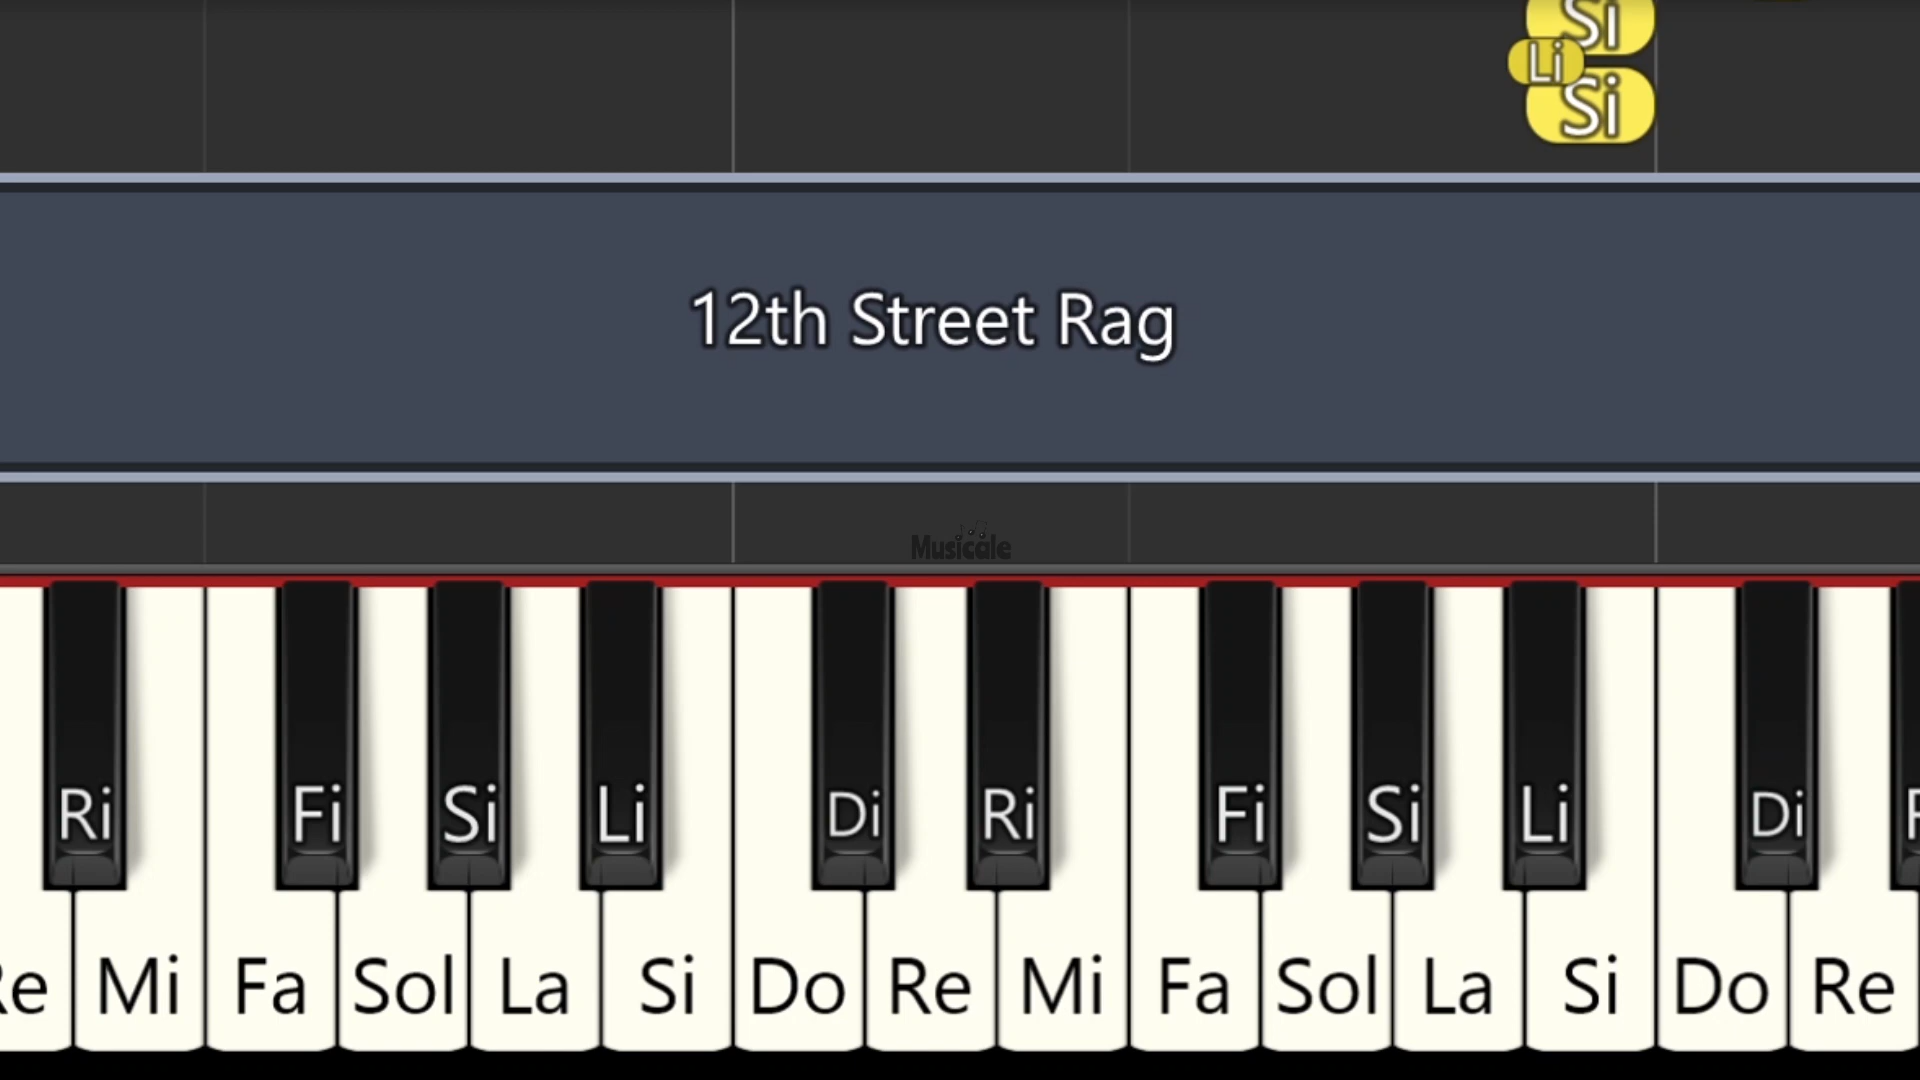 Si
Li
Si
12th Street Rag
Musicale
Ri Fi Si Li Di Ri Fi Si Li Di
Re Mi Fa Sol La Si Do Re Mi Fa Sol La Si Do Re